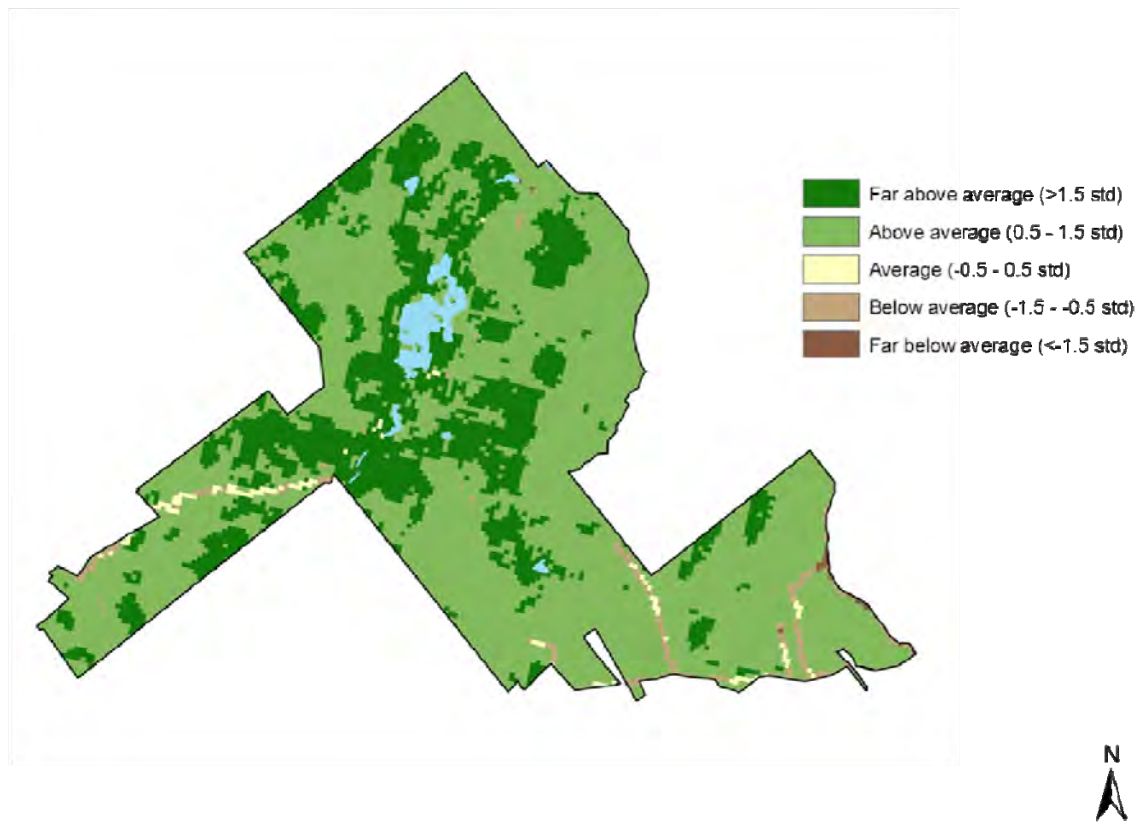 Far above average (>1.5 std)
Above average (0.5 - 1.5 std)
Average (-0.5 - 0.5 std)
Below average (-1.5 - -0.5 std)
Far below average (<-1.5 std)
N